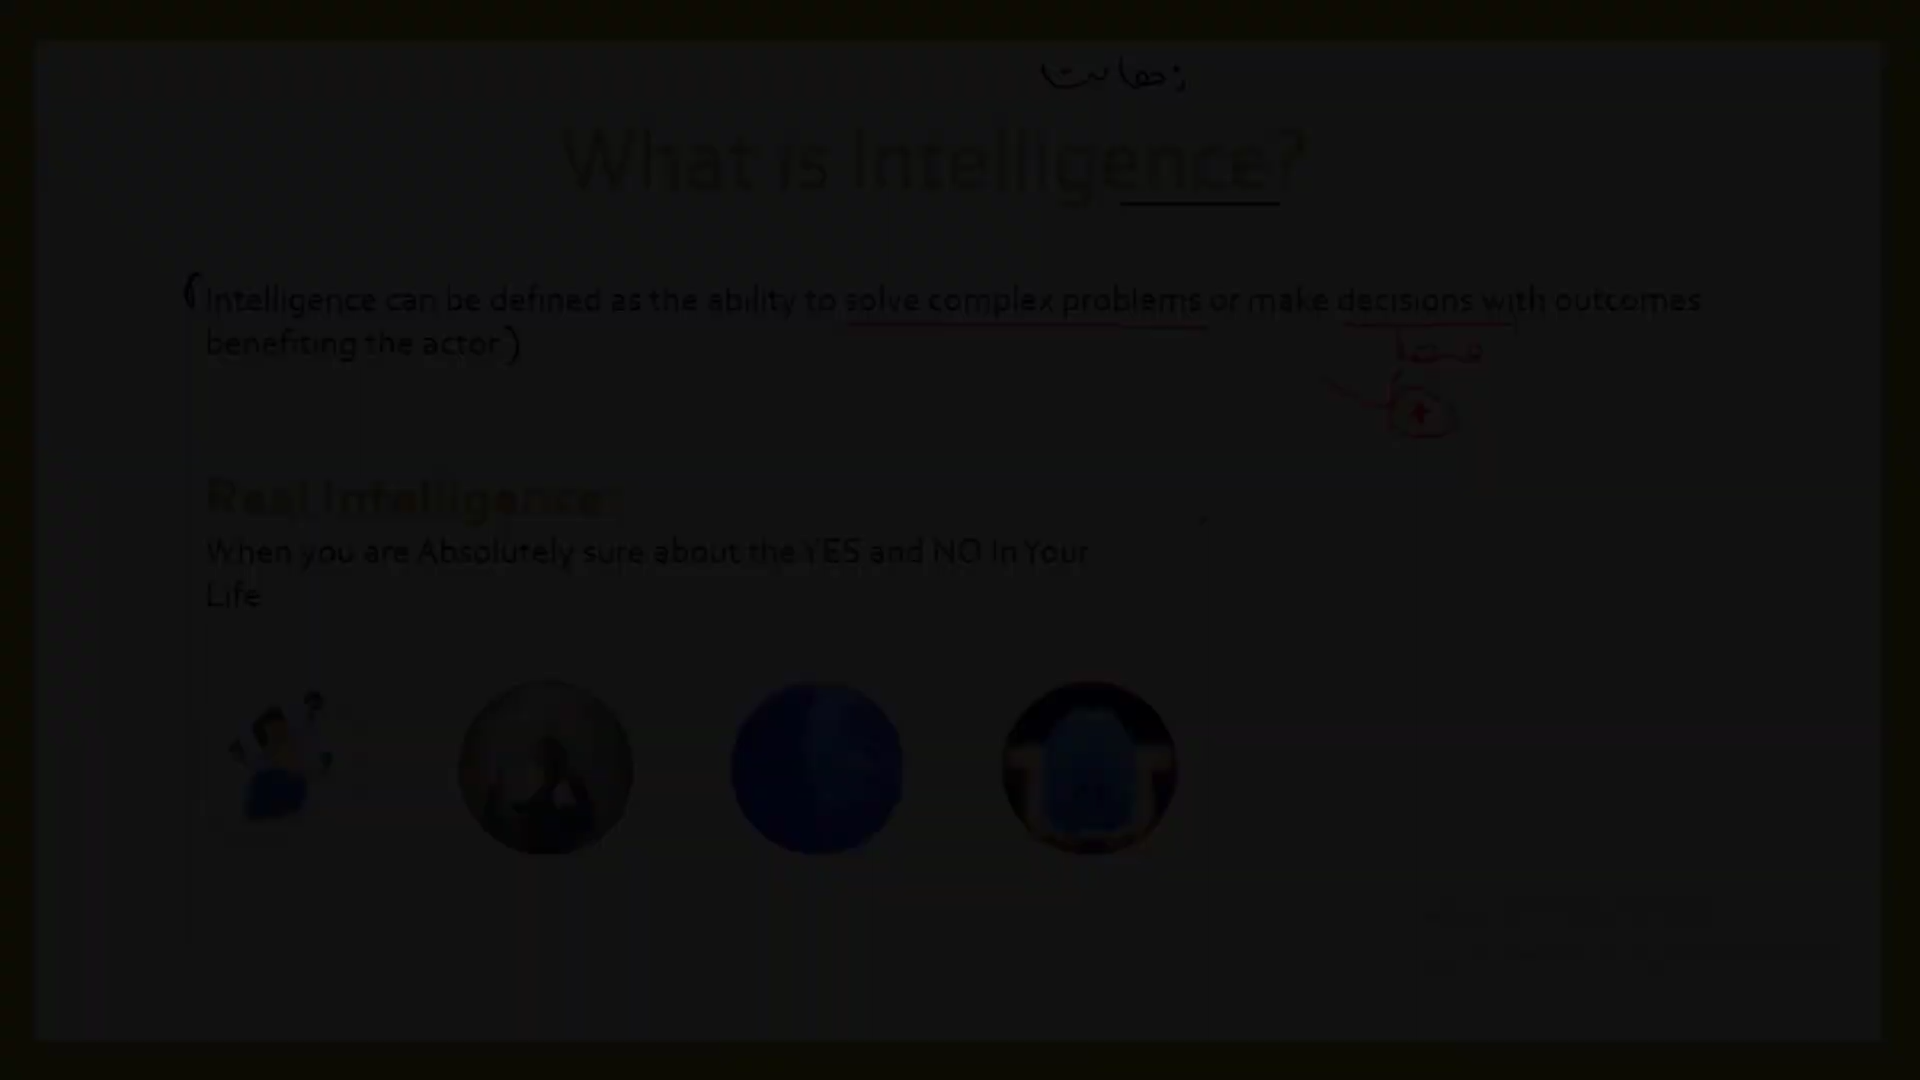 ذهانت
What is Intelligence?
(Intelligence can be defined as the ability to solve complex problems or make decisions with outcomes
benefiting the actor)
Real Intelligence:
When you are Absolutely sure about the YES and NO In Your
Life